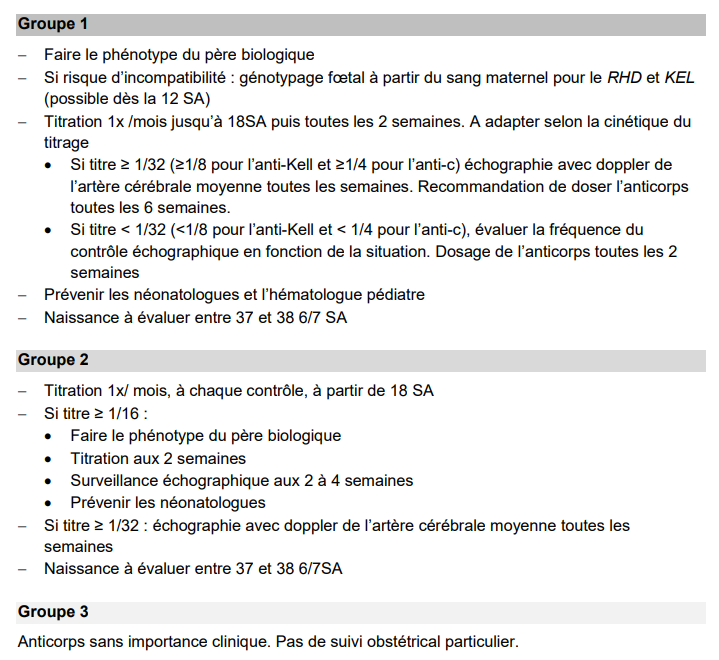 Groupe 1
– Faire le phénotype du père biologique
– Si risque d’incompatibilité : génotypage fœtal à partir du sang maternel pour le RHD et KEL
(possible dès la 12 SA)
– Titration 1x /mois jusqu’à 18SA puis toutes les 2 semaines. A adapter selon la cinétique du
titrage
• Si titre ≥ 1/32 (≥1/8 pour l’anti-Kell et ≥1/4 pour l’anti-c) échographie avec doppler de
l’artère cérébrale moyenne toutes les semaines. Recommandation de doser l’anticorps
toutes les 6 semaines.
• Si titre < 1/32 (<1/8 pour l’anti-Kell et < 1/4 pour l’anti-c), évaluer la fréquence du
contrôle échographique en fonction de la situation. Dosage de l’anticorps toutes les 2
semaines
– Prévenir les néonatologues et l’hématologue pédiatre
– Naissance à évaluer entre 37 et 38 6/7 SA
Groupe 2
– Titration 1x/ mois, à chaque contrôle, à partir de 18 SA
– Si titre ≥ 1/16 :
• Faire le phénotype du père biologique
• Titration aux 2 semaines
• Surveillance échographique aux 2 à 4 semaines
• Prévenir les néonatologues
– Si titre ≥ 1/32 : échographie avec doppler de l’artère cérébrale moyenne toutes les
semaines
– Naissance à évaluer entre 37 et 38 6/7SA
Groupe 3
Anticorps sans importance clinique. Pas de suivi obstétrical particulier.